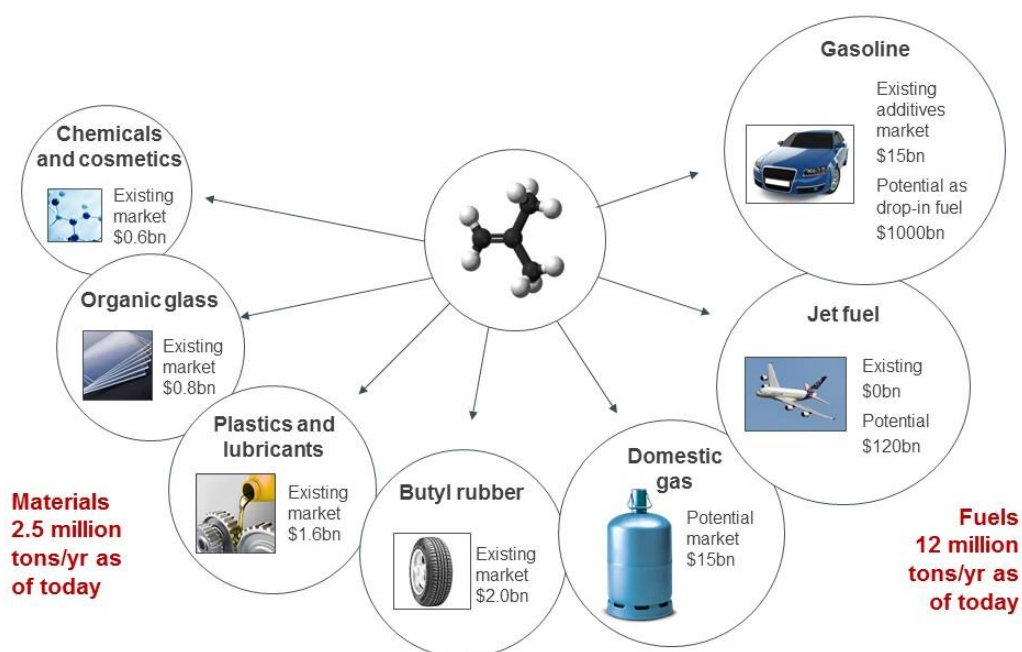 Chemicals
and cosmetics
Existing
market
$0.6bn
Organic glass
Existing
market
$0.8bn
Plastics and
lubricants
Existing
market
$1.6bn
Butyl rubber
Existing
market
$2.0bn
Domestic
gas
Potential
market
$15bn
Jet fuel
Existing
$0bn
Potential
$120bn
Gasoline
Existing
additives
market
$15bn
Potential as
drop-in fuel
$1000bn
Materials
2.5 million
tons/yr as
of today
Fuels
12 million
tons/yr as
of today